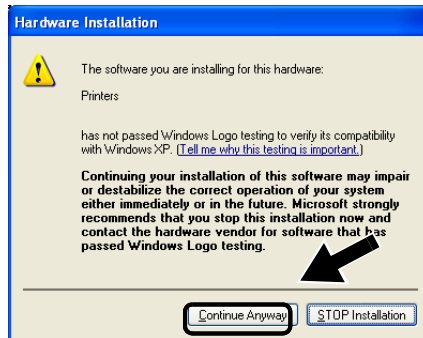 Hardware Installation
The software you are installing for this hardware:
Printers
has not passed Windows Logo testing to verify its compatibility
with Windows XP. (Tell me why this testing is important.)
Continuing your installation of this software may impair
or destabilize the correct operation of your system
either immediately or in the future. Microsoft strongly
recommends that you stop this installation now and
contact the hardware vendor for software that has
passed Windows Logo testing.
Continue Anyway
STOP Installation